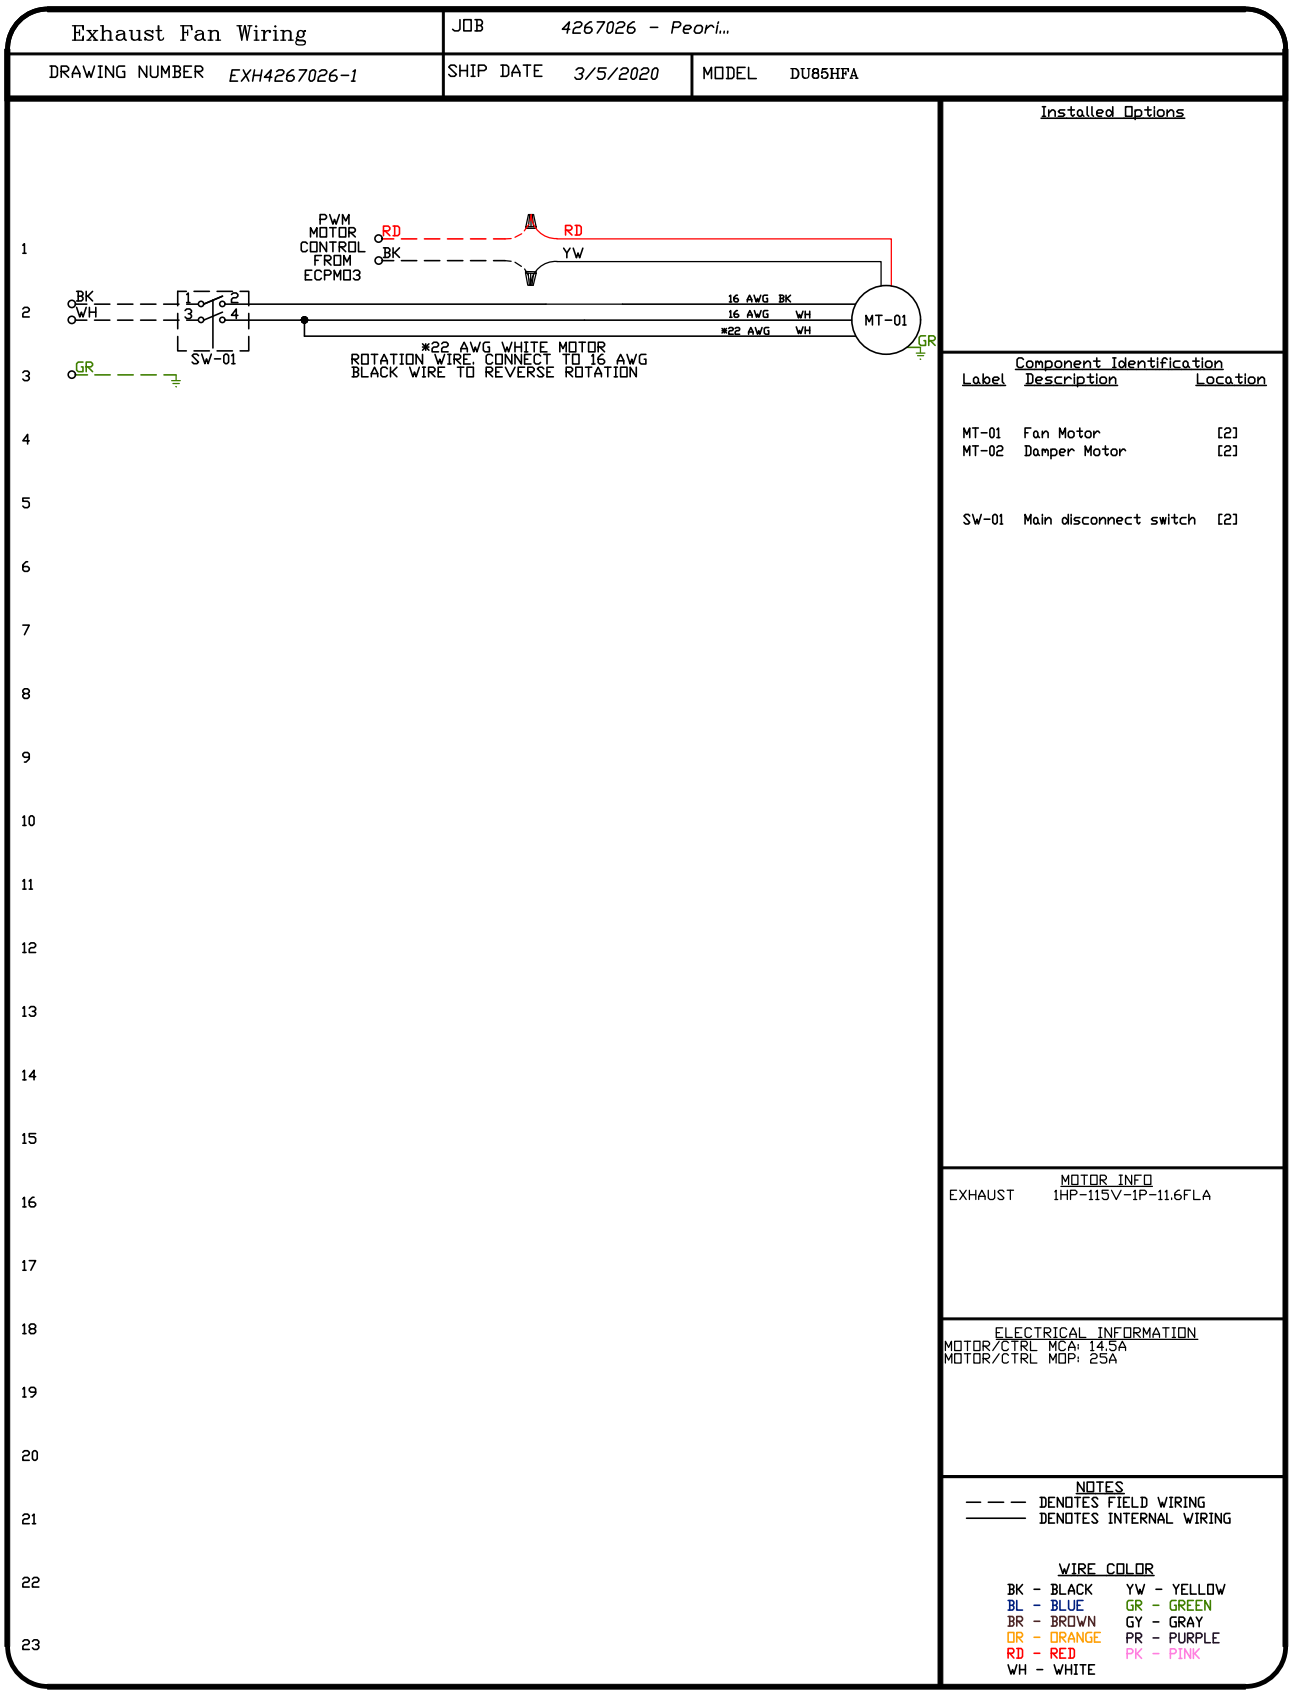 Exhaust Fan Wiring
JOB 4267026 - Peori...
DRAWING NUMBER EXH4267026-1
SHIP DATE 3/5/2020
MODEL DU85HFA
Installed Options
1
PWM
MOTOR
CONTROL
FROM
ECPM03
RD
BK
RD
YW
2
BK
WH
1 2
3 4
SW-01
16 AWG BK
16 AWG WH
*22 AWG WH
MT-01
GR
*22 AWG WHITE MOTOR
ROTATION WIRE. CONNECT TO 16 AWG
BLACK WIRE TO REVERSE ROTATION
3
GR
4
5
6
7
8
9
10
11
12
13
14
15
16
17
18
19
20
21
22
23
Component Identification
Label Description Location
MT-01 Fan Motor [2]
MT-02 Damper Motor [2]
SW-01 Main disconnect switch [2]
MOTOR INFO
EXHAUST 1HP-115V-1P-11.6FLA
ELECTRICAL INFORMATION
MOTOR/CTRL MCA: 14.5A
MOTOR/CTRL MOP: 25A
NOTES
DENOTES FIELD WIRING
DENOTES INTERNAL WIRING
WIRE COLOR
BK - BLACK YW - YELLOW
BL - BLUE GR - GREEN
BR - BROWN GY - GRAY
OR - ORANGE PR - PURPLE
RD - RED PK - PINK
WH - WHITE